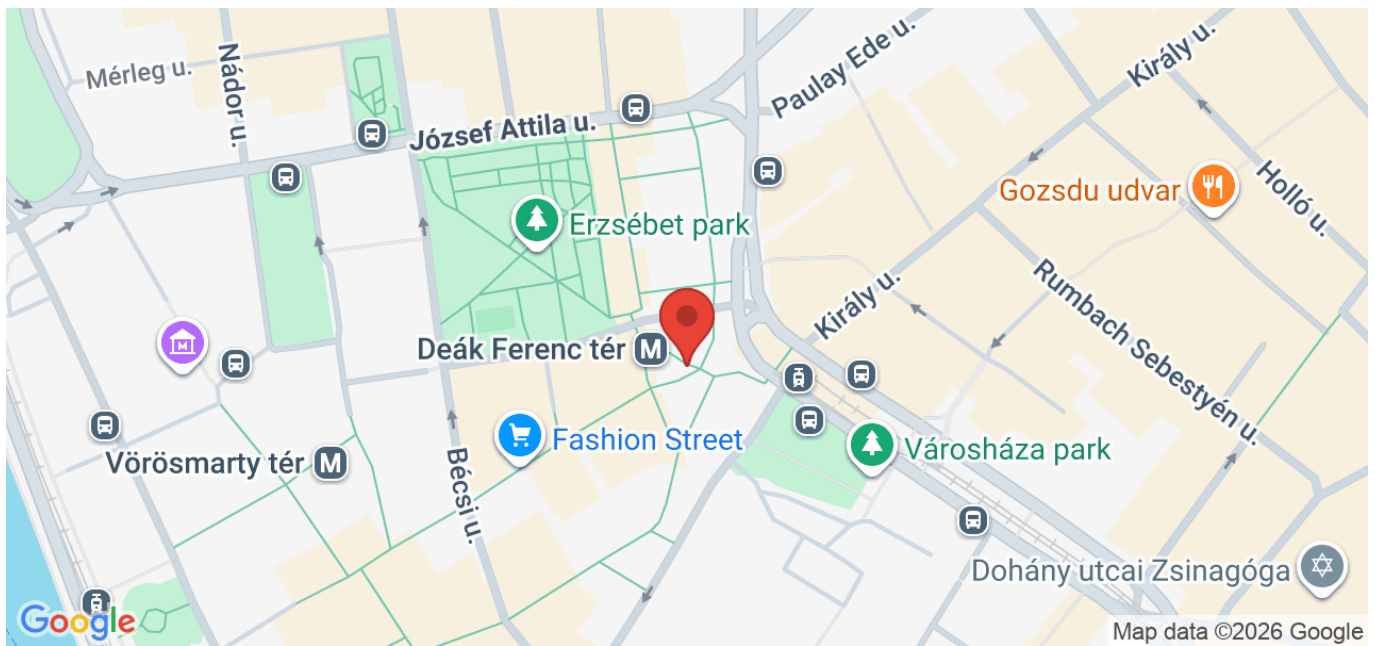 Mérleg u.
Nádor u.
József Attila u.
Paulay Ede u.
Király u.
Holló u.
Gozsdu udvar
Erzsébet park
Király u.
Rumbach Sebestyén u.
Deák Ferenc tér M
Fashion Street
Városháza park
Vörösmarty tér M
Bécsi u.
Dohány utcai Zsinagóga
Google
Map data ©2026 Google